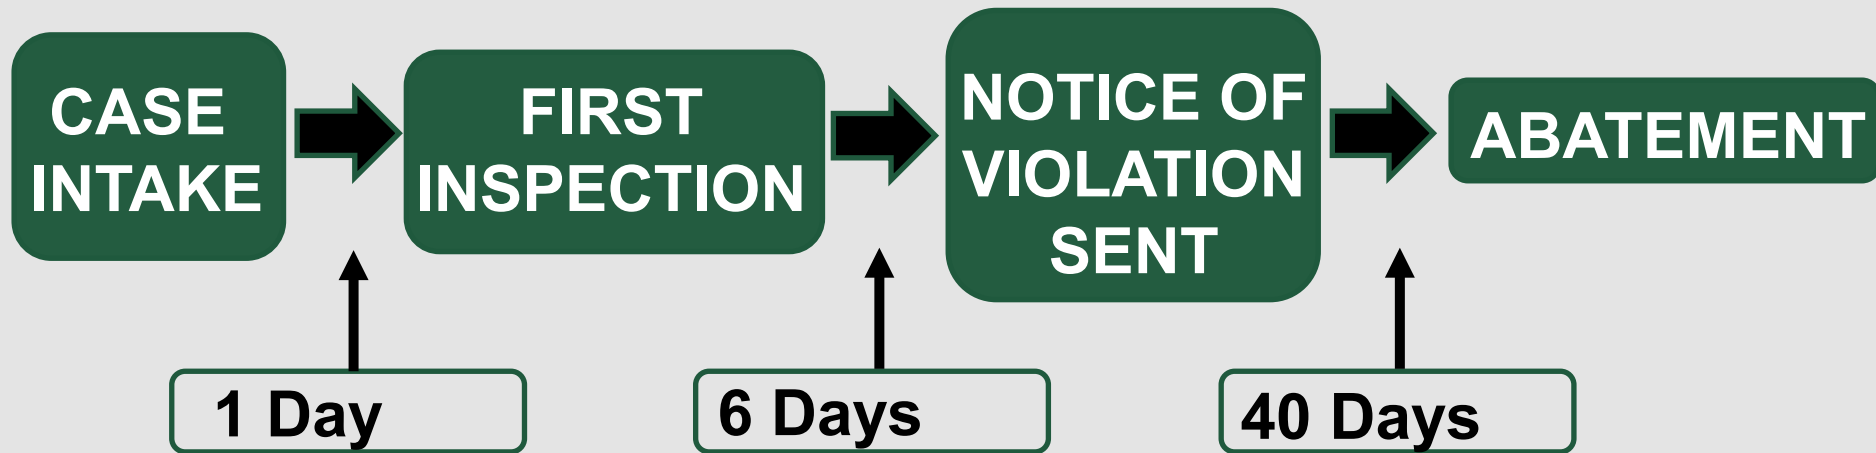 CASE
INTAKE
FIRST
INSPECTION
NOTICE OF
VIOLATION
SENT
ABATEMENT
1 Day
6 Days
40 Days